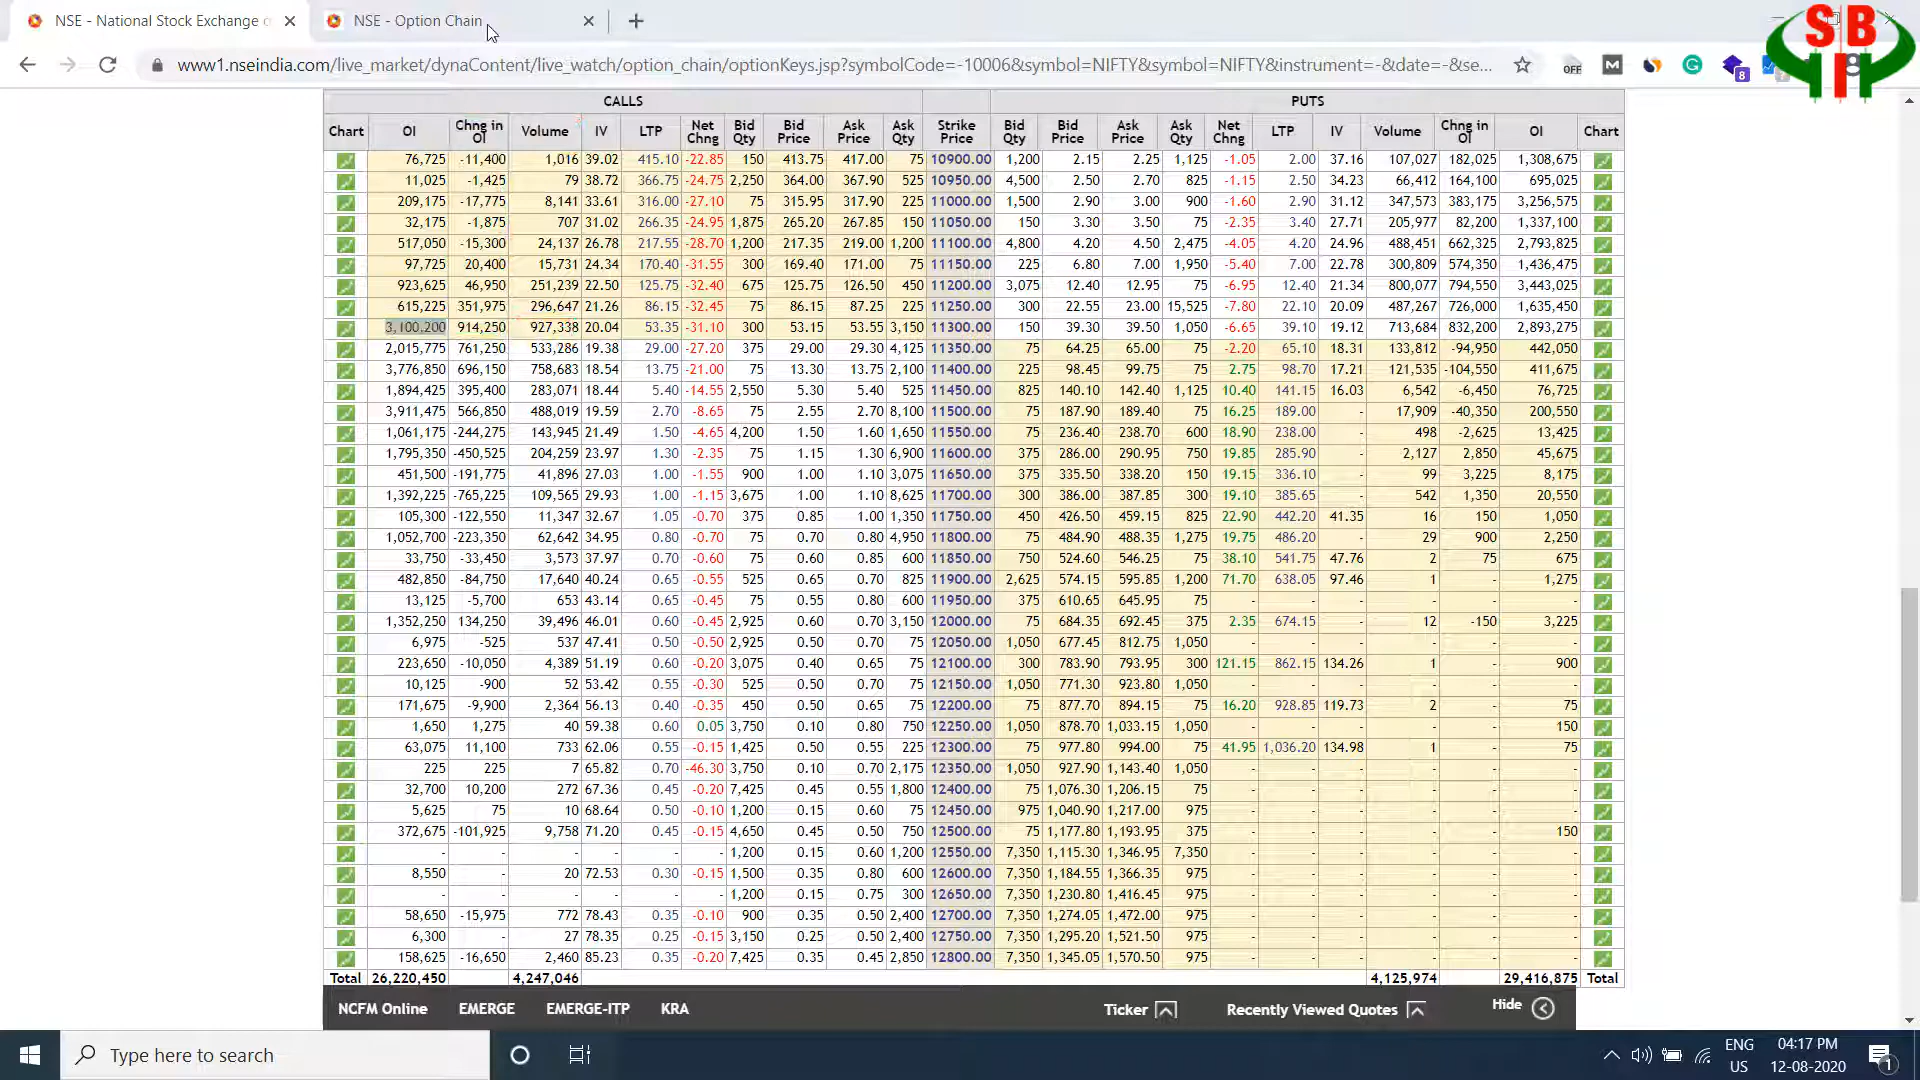 NSE - National Stock Exchange o
NSE - Option Chain
www1.nseindia.com/live_market/dynaContent/live_watch/option_chain/optionKeys.jsp?symbolCode=-10006&symbol=NIFTY&symbol=NIFTY&instrument=-&date=-&se...
OFF
M
G
8
SB
CALLS PUTS
Chart OI Chng in OI Volume IV LTP Net Chng Bid Qty Bid Price Ask Price Ask Qty Strike Price Bid Qty Bid Price Ask Price Ask Qty Net Chng LTP IV Volume Chng in OI OI Chart
76,725 -11,400 1,016 39.02 415.10 -22.85 150 413.75 417.00 75 10900.00 1,200 2.15 2.25 1,125 -1.05 2.00 37.16 107,027 182,025 1,308,675
11,025 -1,425 79 38.72 366.75 -24.75 2,250 364.00 367.90 525 10950.00 4,500 2.50 2.70 825 -1.15 2.50 34.23 66,412 164,100 695,025
209,175 -17,775 8,141 33.61 316.00 -27.10 75 315.95 317.90 225 11000.00 1,500 2.90 3.00 900 -1.60 2.90 31.12 347,573 383,175 3,256,575
32,175 -1,875 707 31.02 266.35 -24.95 1,875 265.20 267.85 150 11050.00 150 3.30 3.50 75 -2.35 3.40 27.71 205,977 82,200 1,337,100
517,050 -15,300 24,137 26.78 217.55 -28.70 1,200 217.35 219.00 1,200 11100.00 4,800 4.20 4.50 2,475 -4.05 4.20 24.96 488,451 662,325 2,793,825
97,725 20,400 15,731 24.34 170.40 -31.55 300 169.40 171.00 75 11150.00 225 6.80 7.00 1,950 -5.40 7.00 22.78 300,809 574,350 1,436,475
923,625 46,950 251,239 22.50 125.75 -32.40 675 125.75 126.50 450 11200.00 3,075 12.40 12.95 75 -6.95 12.40 21.34 800,077 794,550 3,443,025
615,225 351,975 296,647 21.26 86.15 -32.45 75 86.15 87.25 225 11250.00 300 22.55 23.00 15,525 -7.80 22.10 20.09 487,267 726,000 1,635,450
3,100,200 914,250 927,338 20.04 53.35 -31.10 300 53.15 53.55 3,150 11300.00 150 39.30 39.50 1,050 -6.65 39.10 19.12 713,684 832,200 2,893,275
2,015,775 761,250 533,286 19.38 29.00 -27.20 375 29.00 29.30 4,125 11350.00 75 64.25 65.00 75 -2.20 65.10 18.31 133,812 -94,950 442,050
3,776,850 696,150 758,683 18.54 13.75 -21.00 75 13.30 13.75 2,100 11400.00 225 98.45 99.75 75 2.75 98.70 17.21 121,535 -104,550 411,675
1,894,425 395,400 283,071 18.44 5.40 -14.55 2,550 5.30 5.40 525 11450.00 825 140.10 142.40 1,125 10.40 141.15 16.03 6,542 -6,450 76,725
3,911,475 566,850 488,019 19.59 2.70 -8.65 75 2.55 2.70 8,100 11500.00 75 187.90 189.40 75 16.25 189.00 - 17,909 -40,350 200,550
1,061,175 -244,275 143,945 21.49 1.50 -4.65 4,200 1.50 1.60 1,650 11550.00 75 236.40 238.70 600 18.90 238.00 - 498 -2,625 13,425
1,795,350 -450,525 204,259 23.97 1.30 -2.35 75 1.15 1.30 6,900 11600.00 375 286.00 290.95 750 19.85 285.90 - 2,127 2,850 45,675
451,500 -191,775 41,896 27.03 1.00 -1.55 900 1.00 1.10 3,075 11650.00 375 335.50 338.20 150 19.15 336.10 - 99 3,225 8,175
1,392,225 -765,225 109,565 29.93 1.00 -1.15 3,675 1.00 1.10 8,625 11700.00 300 386.00 387.85 300 19.10 385.65 - 542 1,350 20,550
105,300 -122,550 11,347 32.67 1.05 -0.70 375 0.85 1.00 1,350 11750.00 450 426.50 459.15 825 22.90 442.20 41.35 16 150 1,050
1,052,700 -223,350 62,642 34.95 0.80 -0.70 75 0.70 0.80 4,950 11800.00 75 484.90 488.35 1,275 19.75 486.20 - 29 900 2,250
33,750 -33,450 3,573 37.97 0.70 -0.60 75 0.60 0.85 600 11850.00 750 524.60 546.25 75 38.10 541.75 47.76 2 75 675
482,850 -84,750 17,640 40.24 0.65 -0.55 525 0.65 0.70 825 11900.00 2,625 574.15 595.85 1,200 71.70 638.05 97.46 1 - 1,275
13,125 -5,700 653 43.14 0.65 -0.45 75 0.55 0.80 600 11950.00 375 610.65 645.95 75 - - - - - -
1,352,250 134,250 39,496 46.01 0.60 -0.45 2,925 0.60 0.70 3,150 12000.00 75 684.35 692.45 375 2.35 674.15 - 12 -150 3,225
6,975 -525 537 47.41 0.50 -0.50 2,925 0.50 0.70 75 12050.00 1,050 677.45 812.75 1,050 - - - - - -
223,650 -10,050 4,389 51.19 0.60 -0.20 3,075 0.40 0.65 75 12100.00 300 783.90 793.95 300 121.15 862.15 134.26 1 - 900
10,125 -900 52 53.42 0.55 -0.30 525 0.50 0.70 75 12150.00 1,050 771.30 923.80 1,050 - - - - - -
171,675 -9,900 2,364 56.13 0.40 -0.35 450 0.50 0.65 75 12200.00 75 877.70 894.15 75 16.20 928.85 119.73 2 - 75
1,650 1,275 40 59.38 0.60 0.05 3,750 0.10 0.80 750 12250.00 1,050 878.70 1,033.15 1,050 - - - - - 150
63,075 11,100 733 62.06 0.55 -0.15 1,425 0.50 0.55 225 12300.00 75 977.80 994.00 75 41.95 1,036.20 134.98 1 - 75
225 225 7 65.82 0.70 -46.30 3,750 0.10 0.70 2,175 12350.00 1,050 927.90 1,143.40 1,050 - - - - - -
32,700 10,200 272 67.36 0.45 -0.20 7,425 0.45 0.55 1,800 12400.00 75 1,076.30 1,206.15 75 - - - - - -
5,625 75 10 68.64 0.50 -0.10 1,200 0.15 0.60 75 12450.00 975 1,040.90 1,217.00 975 - - - - - -
372,675 -101,925 9,758 71.20 0.45 -0.15 4,650 0.45 0.50 750 12500.00 75 1,177.80 1,193.95 375 - - - - - 150
- - - - - - 1,200 0.15 0.60 1,200 12550.00 7,350 1,115.30 1,346.95 7,350 - - - - - -
8,550 - 20 72.53 0.30 -0.15 1,500 0.35 0.80 600 12600.00 7,350 1,184.55 1,366.35 975 - - - - - -
- - - - - - 1,200 0.15 0.75 300 12650.00 7,350 1,230.80 1,416.45 975 - - - - - -
58,650 -15,975 772 78.43 0.35 -0.10 900 0.35 0.50 2,400 12700.00 7,350 1,274.05 1,472.00 975 - - - - - -
6,300 - 27 78.35 0.25 -0.15 3,150 0.25 0.50 2,400 12750.00 7,350 1,295.20 1,521.50 975 - - - - - -
158,625 -16,650 2,460 85.23 0.35 -0.20 7,425 0.35 0.45 2,850 12800.00 7,350 1,345.05 1,570.50 975 - - - - - -
Total 26,220,450 4,247,046 4,125,974 29,416,875 Total
NCFM Online EMERGE EMERGE-ITP KRA Ticker Recently Viewed Quotes Hide
Type here to search
ENG
US
04:17 PM
12-08-2020
1